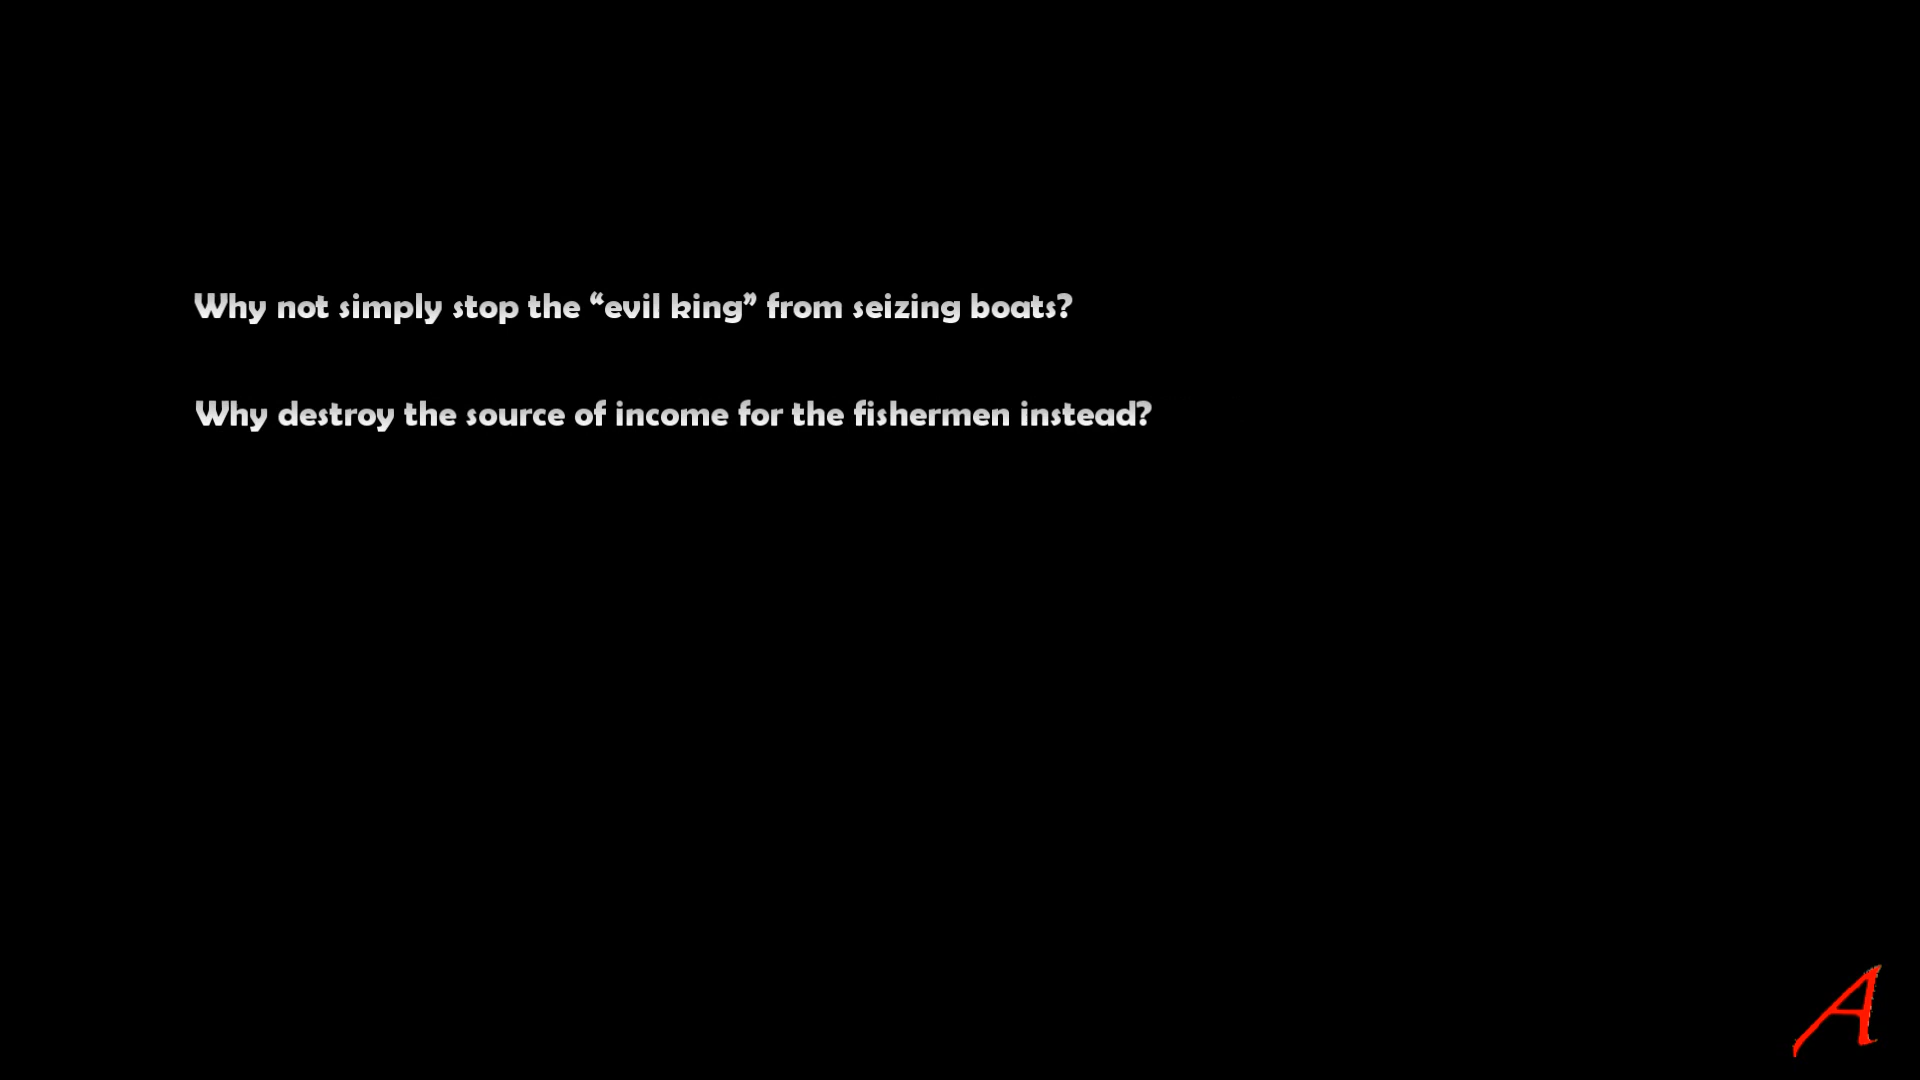 Why not simply stop the “evil king” from seizing boats?
Why destroy the source of income for the fishermen instead?
A